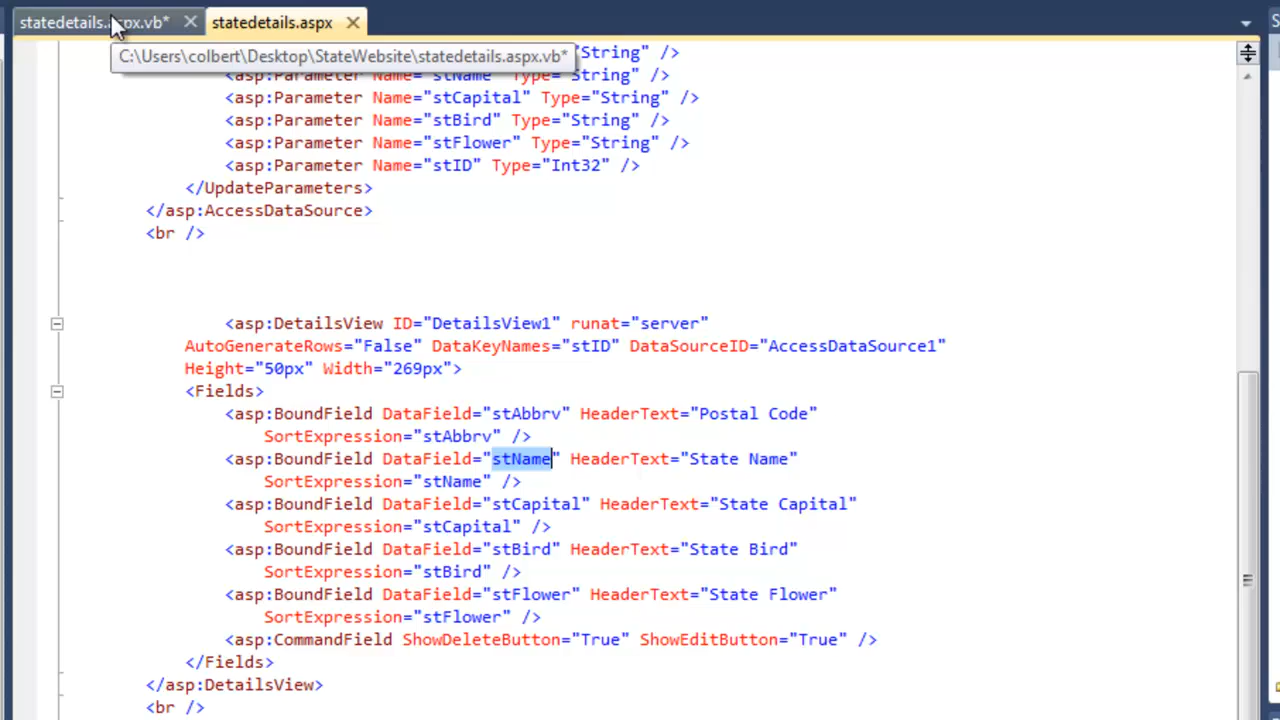 statedetails.aspx.vb* statedetails.aspx
C:\Users\colbert\Desktop\StateWebsite\statedetails.aspx.vb* "String" />
<asp:Parameter Name="stName" Type="String" />
<asp:Parameter Name="stCapital" Type="String" />
<asp:Parameter Name="stBird" Type="String" />
<asp:Parameter Name="stFlower" Type="String" />
<asp:Parameter Name="stID" Type="Int32" />
</UpdateParameters>
</asp:AccessDataSource>
<br />
<asp:DetailsView ID="DetailsView1" runat="server"
AutoGenerateRows="False" DataKeyNames="stID" DataSourceID="AccessDataSource1"
Height="50px" Width="269px">
<Fields>
<asp:BoundField DataField="stAbbrv" HeaderText="Postal Code"
SortExpression="stAbbrv" />
<asp:BoundField DataField="stName" HeaderText="State Name"
SortExpression="stName" />
<asp:BoundField DataField="stCapital" HeaderText="State Capital"
SortExpression="stCapital" />
<asp:BoundField DataField="stBird" HeaderText="State Bird"
SortExpression="stBird" />
<asp:BoundField DataField="stFlower" HeaderText="State Flower"
SortExpression="stFlower" />
<asp:CommandField ShowDeleteButton="True" ShowEditButton="True" />
</Fields>
</asp:DetailsView>
<br />